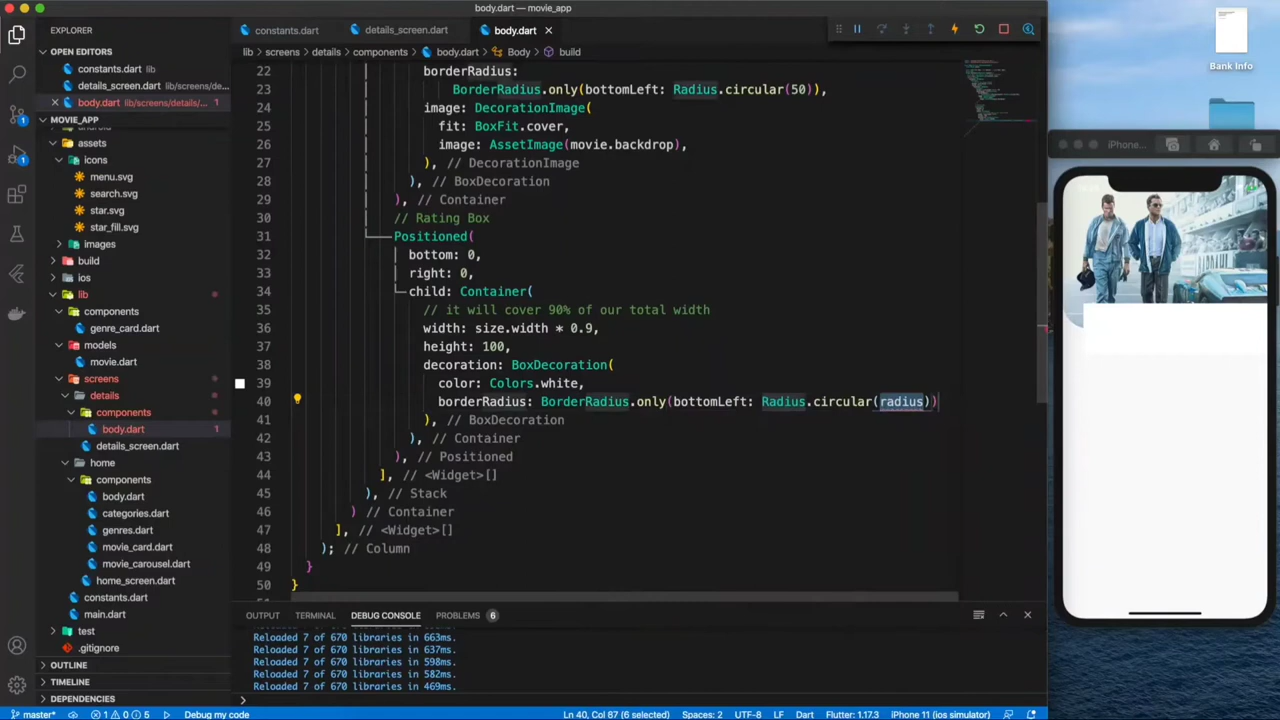 body.dart — movie_app
EXPLORER
constants.dart
details_screen.dart
body.dart
OPEN EDITORS
lib > screens > details > components > body.dart > Body > build
constants.dart lib
details_screen.dart lib/screens/de...
body.dart lib/screens/details/... 1
MOVIE_APP
assets
icons
menu.svg
search.svg
star.svg
star_fill.svg
images
build
ios
lib
components
genre_card.dart
models
movie.dart
screens
details
components
body.dart 1
details_screen.dart
home
components
body.dart
categories.dart
genres.dart
movie_card.dart
movie_carousel.dart
home_screen.dart
constants.dart
main.dart
test
.gitignore
OUTLINE
TIMELINE
DEPENDENCIES
22 borderRadius:
23 BorderRadius.only(bottomLeft: Radius.circular(50)),
24 image: DecorationImage(
25 fit: BoxFit.cover,
26 image: AssetImage(movie.backdrop),
27 ), // DecorationImage
28 ), // BoxDecoration
29 ), // Container
30 // Rating Box
31 Positioned(
32 bottom: 0,
33 right: 0,
34 child: Container(
35 // it will cover 90% of our total width
36 width: size.width * 0.9,
37 height: 100,
38 decoration: BoxDecoration(
39 color: Colors.white,
40 borderRadius: BorderRadius.only(bottomLeft: Radius.circular(radius))
41 ), // BoxDecoration
42 ), // Container
43 ), // Positioned
44 ], // <Widget>[]
45 ), // Stack
46 ) // Container
47 ], // <Widget>[]
48 ); // Column
49 }
50 }
OUTPUT TERMINAL DEBUG CONSOLE PROBLEMS 6
Reloaded 7 of 670 libraries in 663ms.
Reloaded 7 of 670 libraries in 637ms.
Reloaded 7 of 670 libraries in 598ms.
Reloaded 7 of 670 libraries in 582ms.
Reloaded 7 of 670 libraries in 469ms.
master* 1 0 5 Debug my code Ln 40, Col 87 (6 selected) Spaces: 2 UTF-8 LF Dart Flutter: 1.17.3 iPhone 11 (ios simulator)
Bank Info
iPhone...